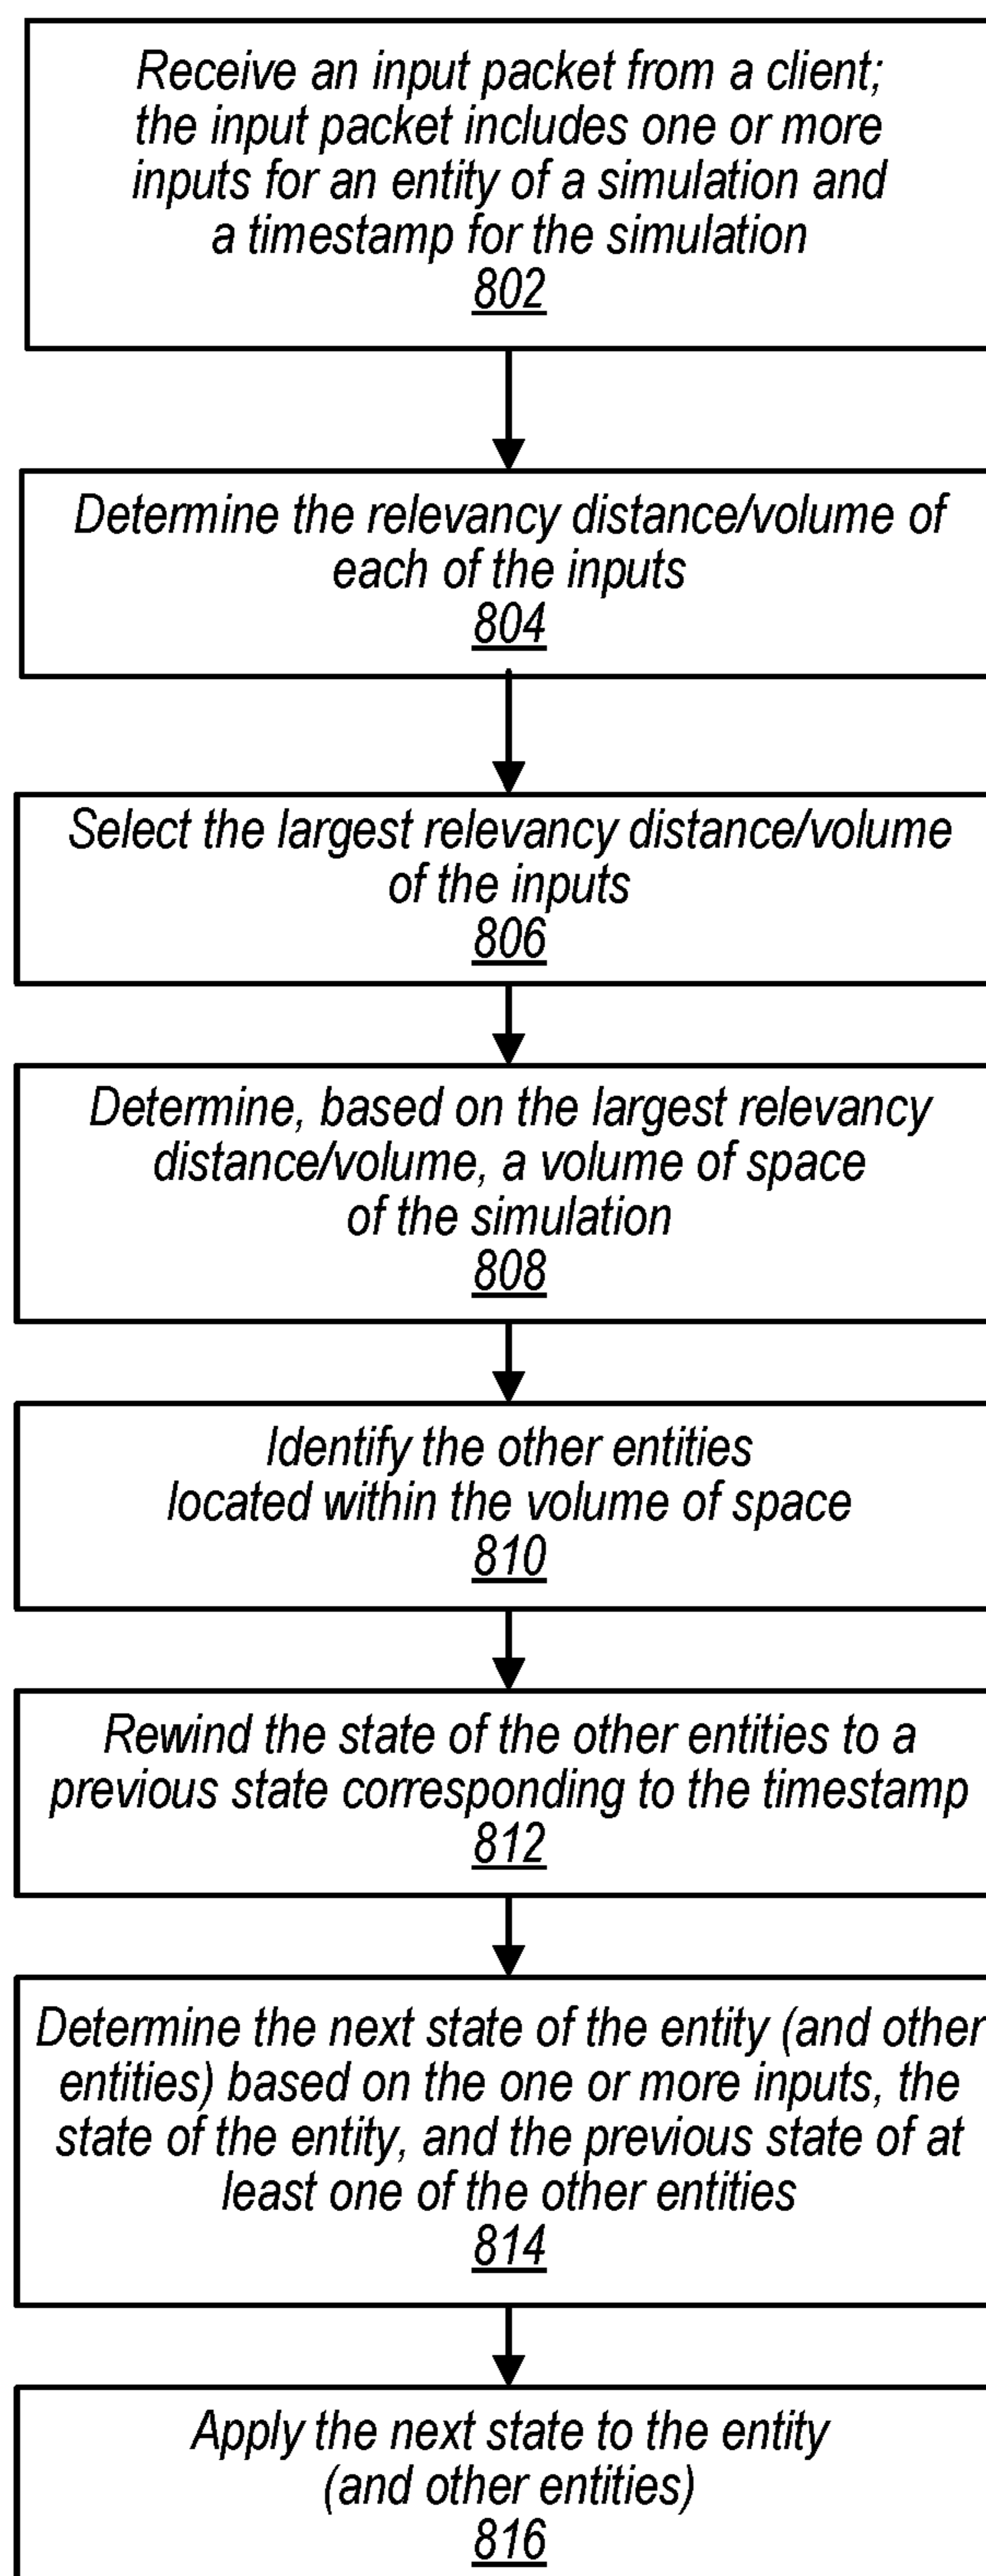 Receive an input packet from a client;
the input packet includes one or more
inputs for an entity of a simulation and
a timestamp for the simulation
802
Determine the relevancy distance/volume of
each of the inputs
804
Select the largest relevancy distance/volume
of the inputs
806
Determine, based on the largest relevancy
distance/volume, a volume of space
of the simulation
808
Identify the other entities
located within the volume of space
810
Rewind the state of the other entities to a
previous state corresponding to the timestamp
812
Determine the next state of the entity (and other
entities) based on the one or more inputs, the
state of the entity, and the previous state of at
least one of the other entities
814
Apply the next state to the entity
(and other entities)
816